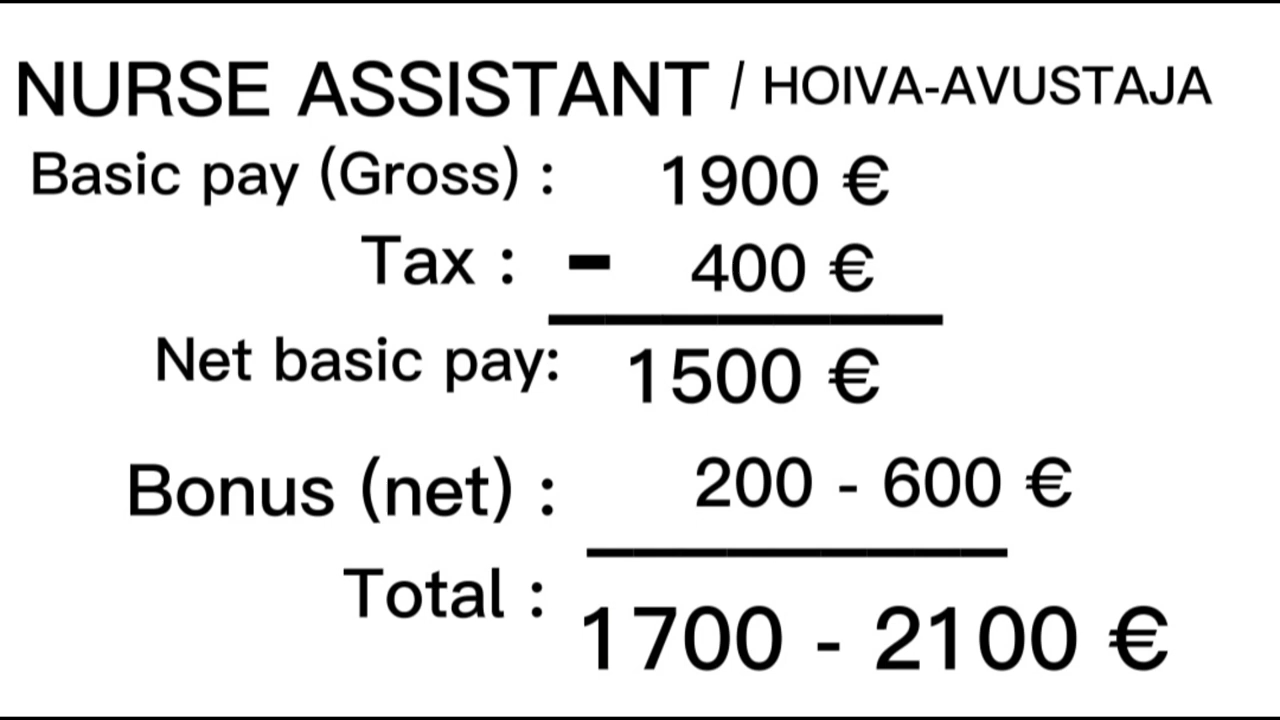 NURSE ASSISTANT / HOIVA-AVUSTAJA
Basic pay (Gross) : 1900 €
Tax : - 400 €
Net basic pay: 1500 €
Bonus (net) : 200 - 600 €
Total : 1700 - 2100 €